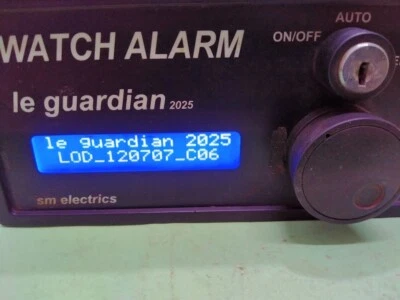 AUTO
ON/OFF
WATCH ALARM
le guardian 2025
le guardian 2025
LOD_120707_C06
sm electrics